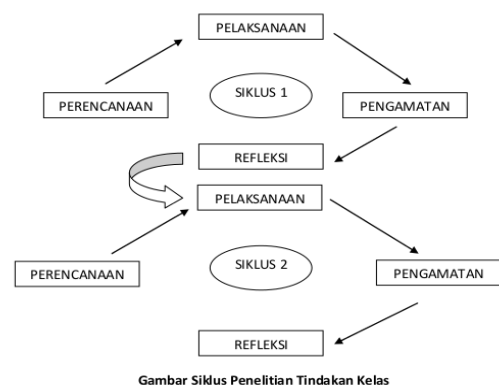 PELAKSANAAN
SIKLUS 1
PERENCANAAN
PENGAMATAN
REFLEKSI
PELAKSANAAN
SIKLUS 2
PERENCANAAN
PENGAMATAN
REFLEKSI
Gambar Siklus Penelitian Tindakan Kelas